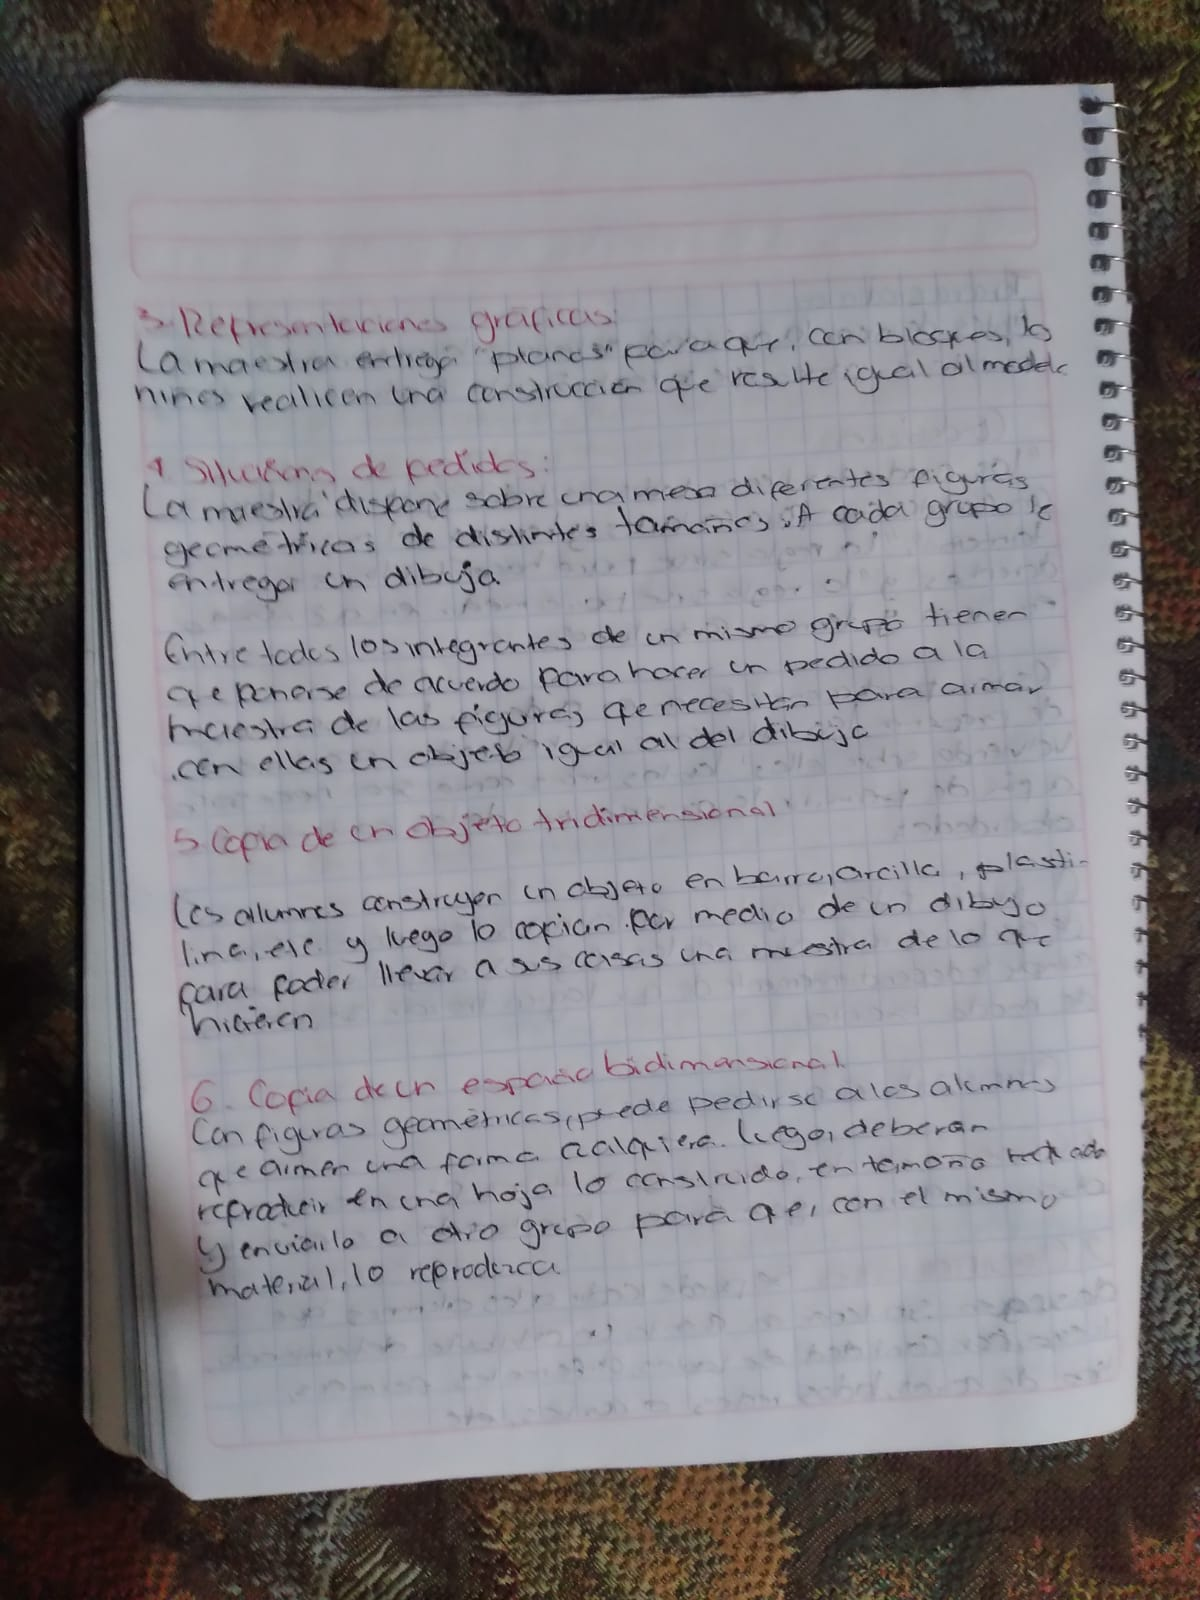 3. Representaciones gráficas:
La maestra entrega "planos" para que, con bloques, lo
niños realicen una construcción que resulte igual al modelo
4 Situaciones de pedidos:
La maestra dispone sobre una mesa diferentes figuras
geométricas de distintos tamaños. A cada grupo le
entregar un dibujo.
Entre todos los integrantes de un mismo grupo tienen
que ponerse de acuerdo para hacer un pedido a la
maestra de las figuras que necesitan para armar
con ellas un objeto igual al del dibujo
5 Copia de un objeto tridimensional
Los alumnos construyen un objeto en barro, arcilla, plasti-
lina, etc. y luego lo copian por medio de un dibujo
para poder llevar a sus casas una muestra de lo que
hicieron
6. Copia de un espacio bidimensional.
Con figuras geométricas, puede pedirse a los alumnos
que armen una forma cualquiera. Luego, deberán
reproducir en una hoja lo construido, en tamaño
y enviarlo a otro grupo para que, con el mismo
material, lo reproduzca.